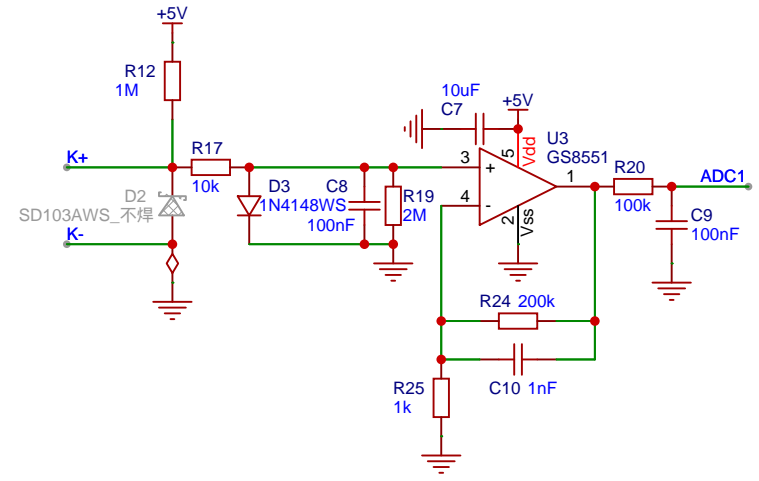 +5V
R12
1M
K+
R17
10k
D2
SD103AWS_不焊
K-
D3
1N4148WS
C8
100nF
R19
2M
10uF
C7
+5V
Vdd
5
U3
GS8551
3
+
4
-
1
2
Vss
R20
100k
ADC1
C9
100nF
R24 200k
C10 1nF
R25
1k